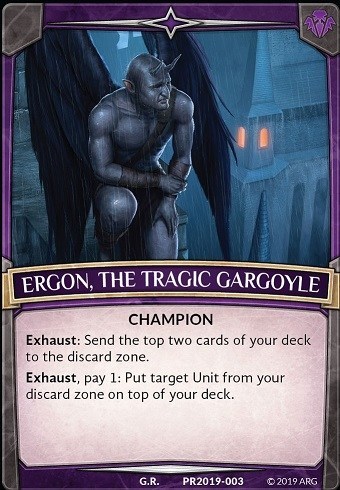 ERGON, THE TRAGIC GARGOYLE
CHAMPION
Exhaust: Send the top two cards of your deck
to the discard zone.
Exhaust, pay 1: Put target Unit from your
discard zone on top of your deck.
G.R. PR2019-003 © 2019 ARG